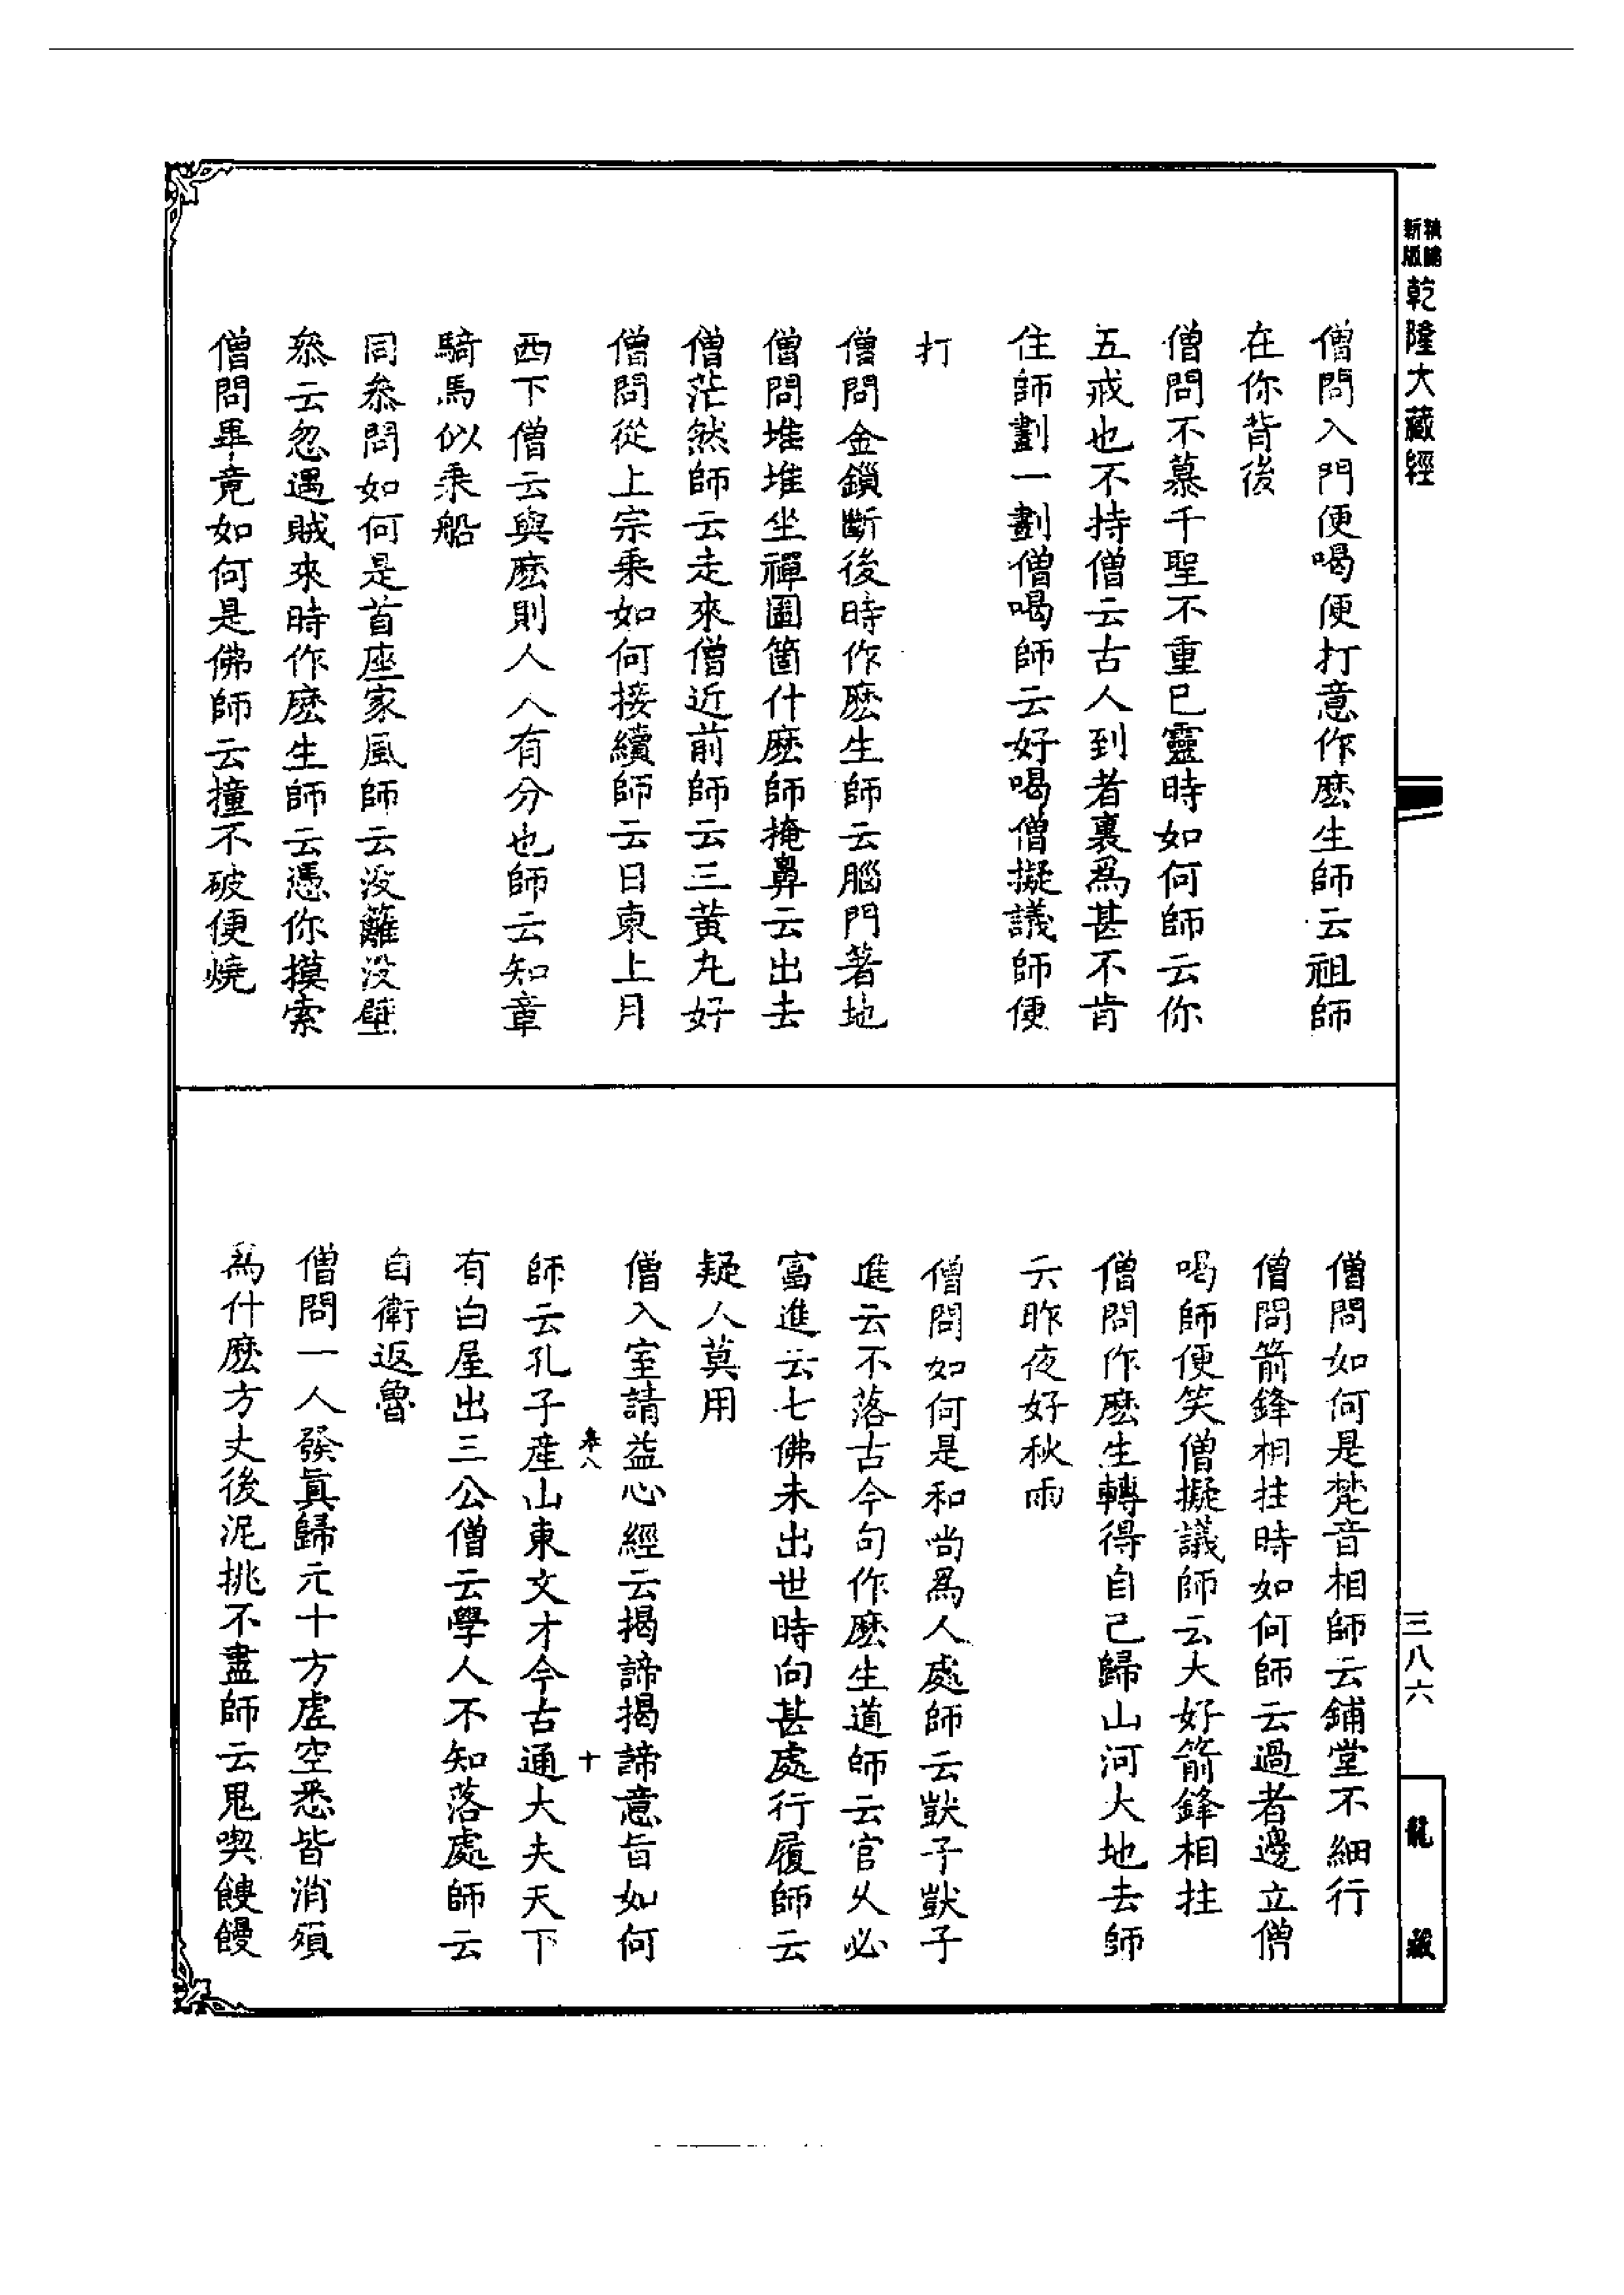 精編新版
乾隆大藏經
三八六
龍藏
僧問入門便喝便打意作麽生師云祖師
在你背後
僧問不慕千聖不重已靈時如何師云你
五戒也不持僧云古人到者裏爲甚不肯
住師劃一劃僧喝師云好喝僧擬議師便
打
僧問金鎖斷後時作麽生師云腦門著地
僧問堆堆坐禪圖箇什麽師掩鼻云出去
僧茫然師云走來僧近前師云三黃丸好
僧問從上宗乘如何接續師云日東上月
西下僧云與麽則人人有分也師云知章
騎馬似乘船
同叅問如何是首座家風師云没籬没壁
叅云忽遇賊來時作麽生師云憑你摸索
僧問畢竟如何是佛師云撞不破便燒
僧問如何是梵音相師云鋪堂不細行
僧問箭鋒相拄時如何師云過者邊立僧
喝師便笑僧擬議師云大好箭鋒相拄
僧問作麽生轉得自己歸山河大地去師
云昨夜好秋雨
僧問如何是和尚爲人處師云獃子獃子
進云不落古今句作麽生道師云官乆必
富進云七佛未出世時向甚處行履師云
疑人莫用
僧入室請益心經云揭諦揭諦意旨如何
卷八 十
師云孔子産山東文才今古通大夫天下
有白屋出三公僧云學人不知落處師云
自衛返魯
僧問一人發眞歸元十方虛空悉皆消殞
爲什麽方丈後泥挑不盡師云鬼喫餿饅